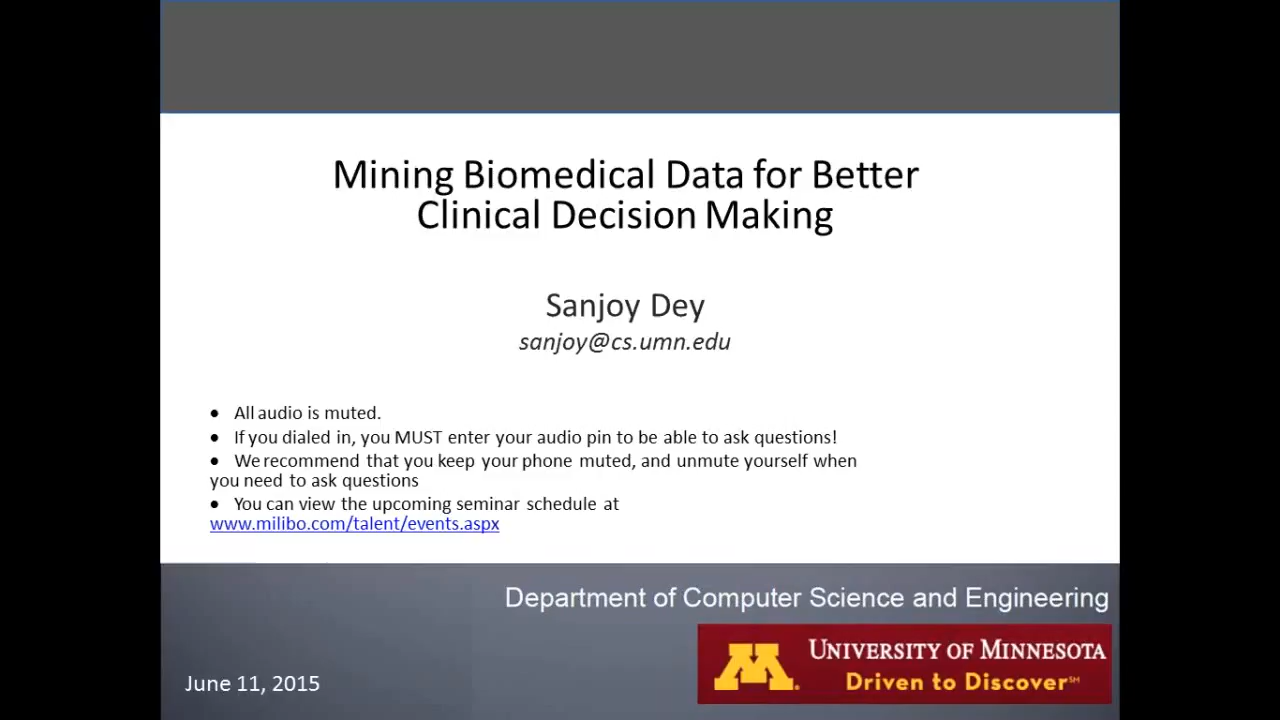 Mining Biomedical Data for Better
Clinical Decision Making
Sanjoy Dey
sanjoy@cs.umn.edu
• All audio is muted.
• If you dialed in, you MUST enter your audio pin to be able to ask questions!
• We recommend that you keep your phone muted, and unmute yourself when
you need to ask questions
• You can view the upcoming seminar schedule at
www.milibo.com/talent/events.aspx
Department of Computer Science and Engineering
UNIVERSITY OF MINNESOTA
Driven to Discover℠
June 11, 2015